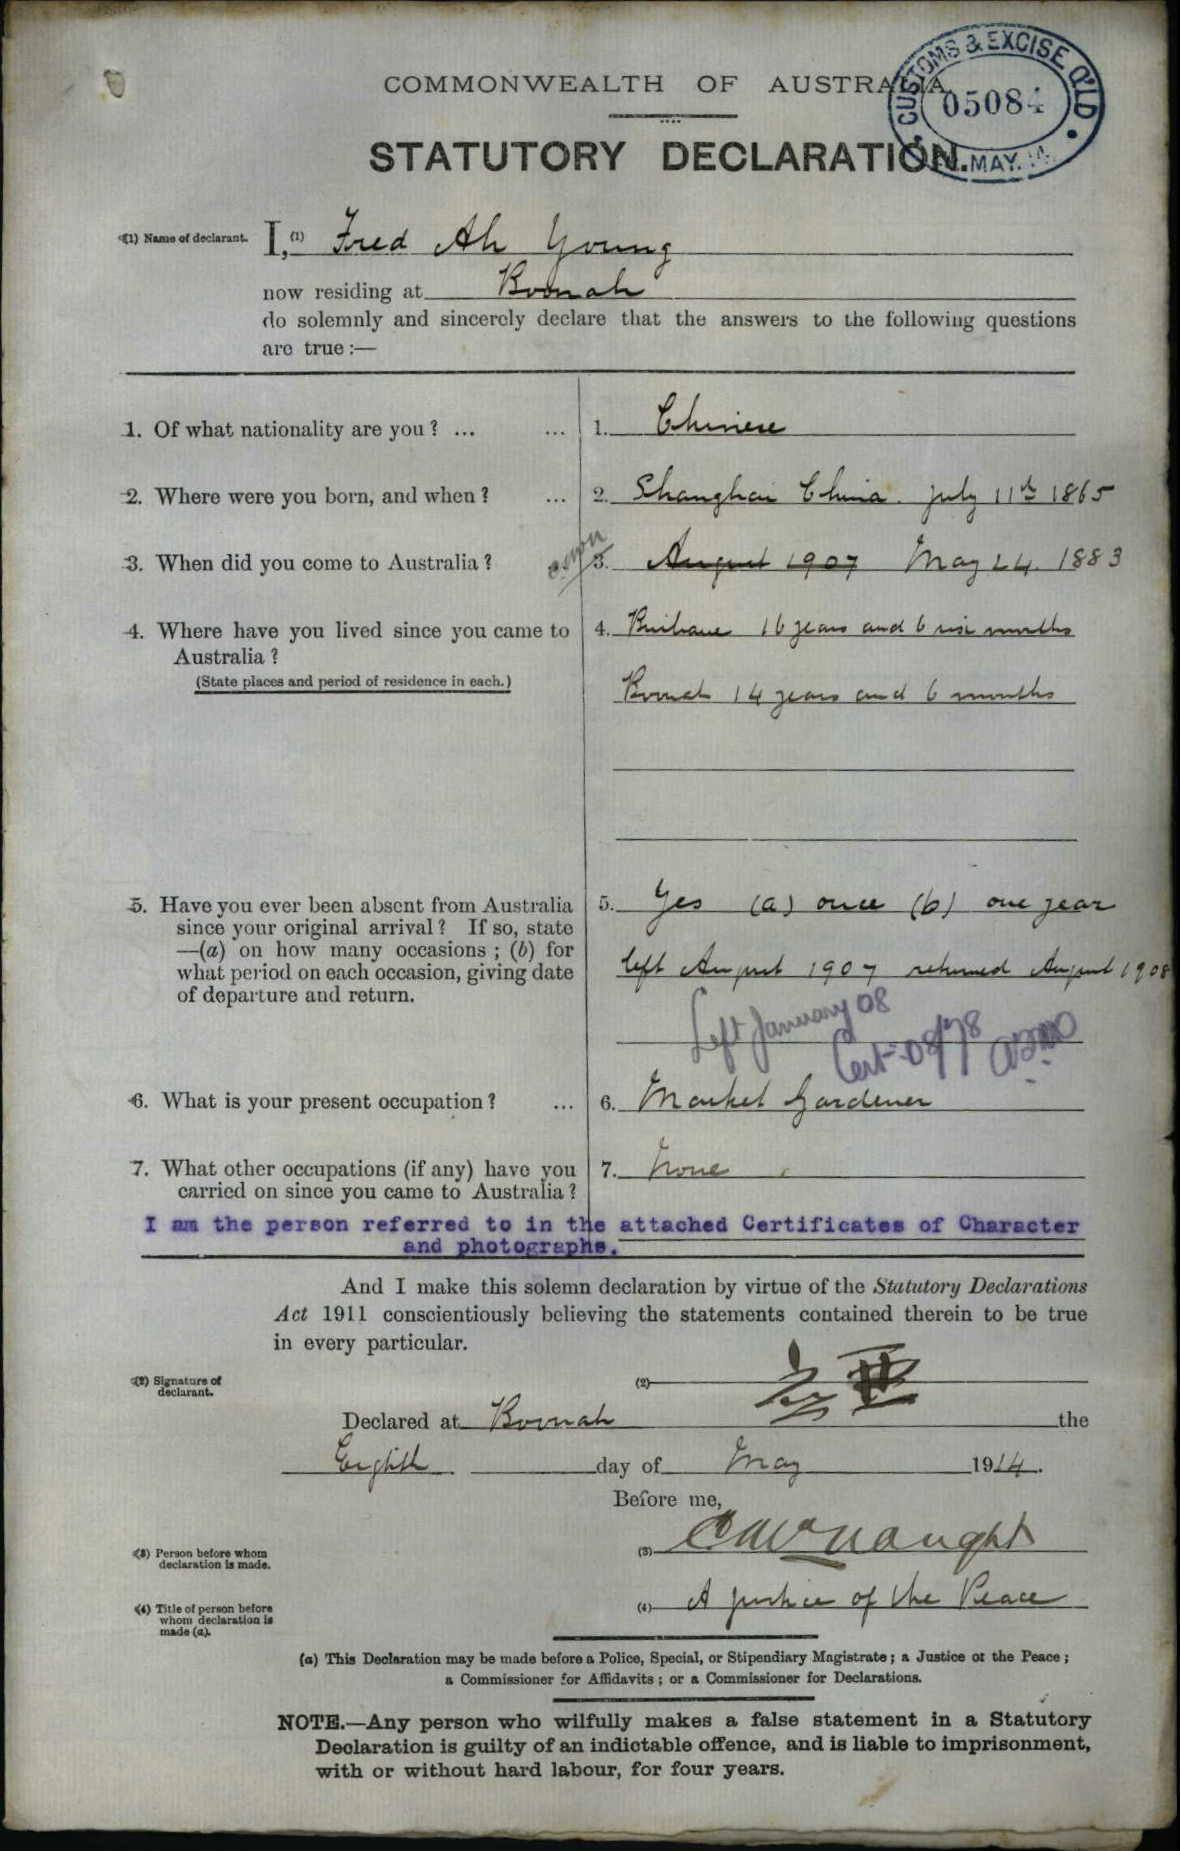 COMMONWEALTH OF AUSTRALIA
CUSTOMS & EXCISE Q'LD
05084
MAY. 14
STATUTORY DECLARATION.
(1) Name of declarant. I, (1) Fred Ah Young
now residing at Boonah
do solemnly and sincerely declare that the answers to the following questions
are true:—
1. Of what nationality are you? ... ... 1. Chinese
2. Where were you born, and when? ... 2. Shanghai China. July 11th 1865
3. When did you come to Australia? 3. August 1907 May 24. 1883
4. Where have you lived since you came to 4. Brisbane 16 years and 6 six months
Australia?
(State places and period of residence in each.) Boonah 14 years and 6 months
5. Have you ever been absent from Australia 5. Yes (a) once (b) one year
since your original arrival? If so, state
—(a) on how many occasions; (b) for left August 1907 returned August 1908
what period on each occasion, giving date
of departure and return.
Left January 08
Cert: 08/78
6. What is your present occupation? ... 6. Market Gardener
7. What other occupations (if any) have you 7. None
carried on since you came to Australia?
I am the person referred to in the attached Certificates of Character
and photographs.
And I make this solemn declaration by virtue of the Statutory Declarations
Act 1911 conscientiously believing the statements contained therein to be true
in every particular.
(2) Signature of
declarant.
(2) 亞
Declared at Boonah the
Eighth day of May 1914.
Before me,
(3) Person before whom
declaration is made.
(3)
(4) Title of person before
whom declaration is
made (a).
(4) A Justice of the Peace
(a) This Declaration may be made before a Police, Special, or Stipendiary Magistrate; a Justice of the Peace;
a Commissioner for Affidavits; or a Commissioner for Declarations.
NOTE.—Any person who wilfully makes a false statement in a Statutory
Declaration is guilty of an indictable offence, and is liable to imprisonment,
with or without hard labour, for four years.